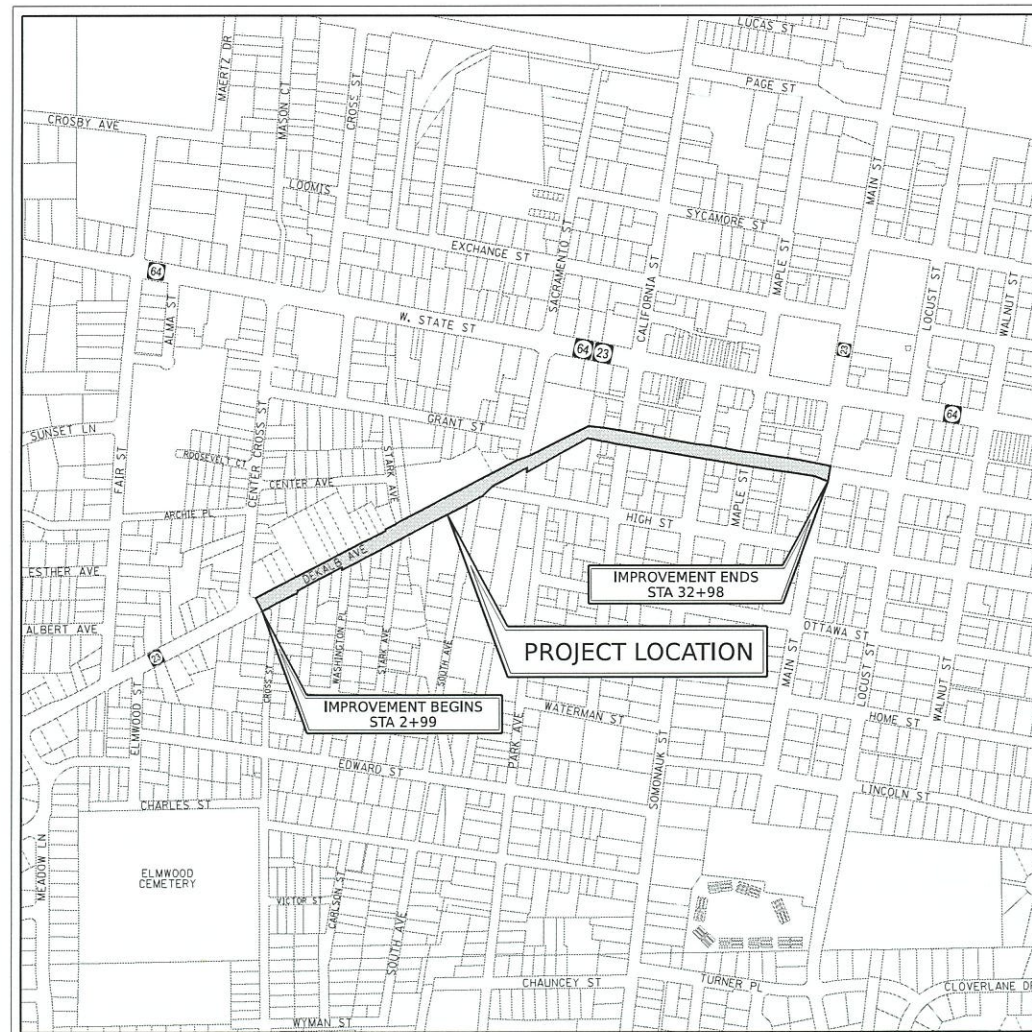 LUCAS ST
MAERTZ DR
MASON CT
CROSS ST
PAGE ST
CROSBY AVE
LOOMIS
MAIN ST
SYCAMORE ST
EXCHANGE ST
SACRAMENTO ST
CALIFORNIA ST
MAPLE ST
LOCUST ST
WALNUT ST
64
ALMA ST
W. STATE ST
64 23
23
64
GRANT ST
SUNSET LN
FAIR ST
ROOSEVELT CT
CENTER CROSS ST
CENTER AVE
STARK AVE
ARCHIE PL
MAPLE ST
HIGH ST
DEKALB AVE
ESTHER AVE
ALBERT AVE
IMPROVEMENT ENDS
STA 32+98
OTTAWA ST
PROJECT LOCATION
23
ELMWOOD ST
CROSS ST
WASHINGTON PL
STARK AVE
SOUTH AVE
MAIN ST
LOCUST ST
WALNUT ST
IMPROVEMENT BEGINS
STA 2+99
WATERMAN ST
HOME ST
PARK AVE
SOMONAUK ST
EDWARD ST
LINCOLN ST
CHARLES ST
MEADOW LN
ELMWOOD
CEMETERY
VICTOR ST
CARLSON ST
SOUTH AVE
CHAUNCEY ST
TURNER PL
CLOVERLANE DR
WYMAN ST